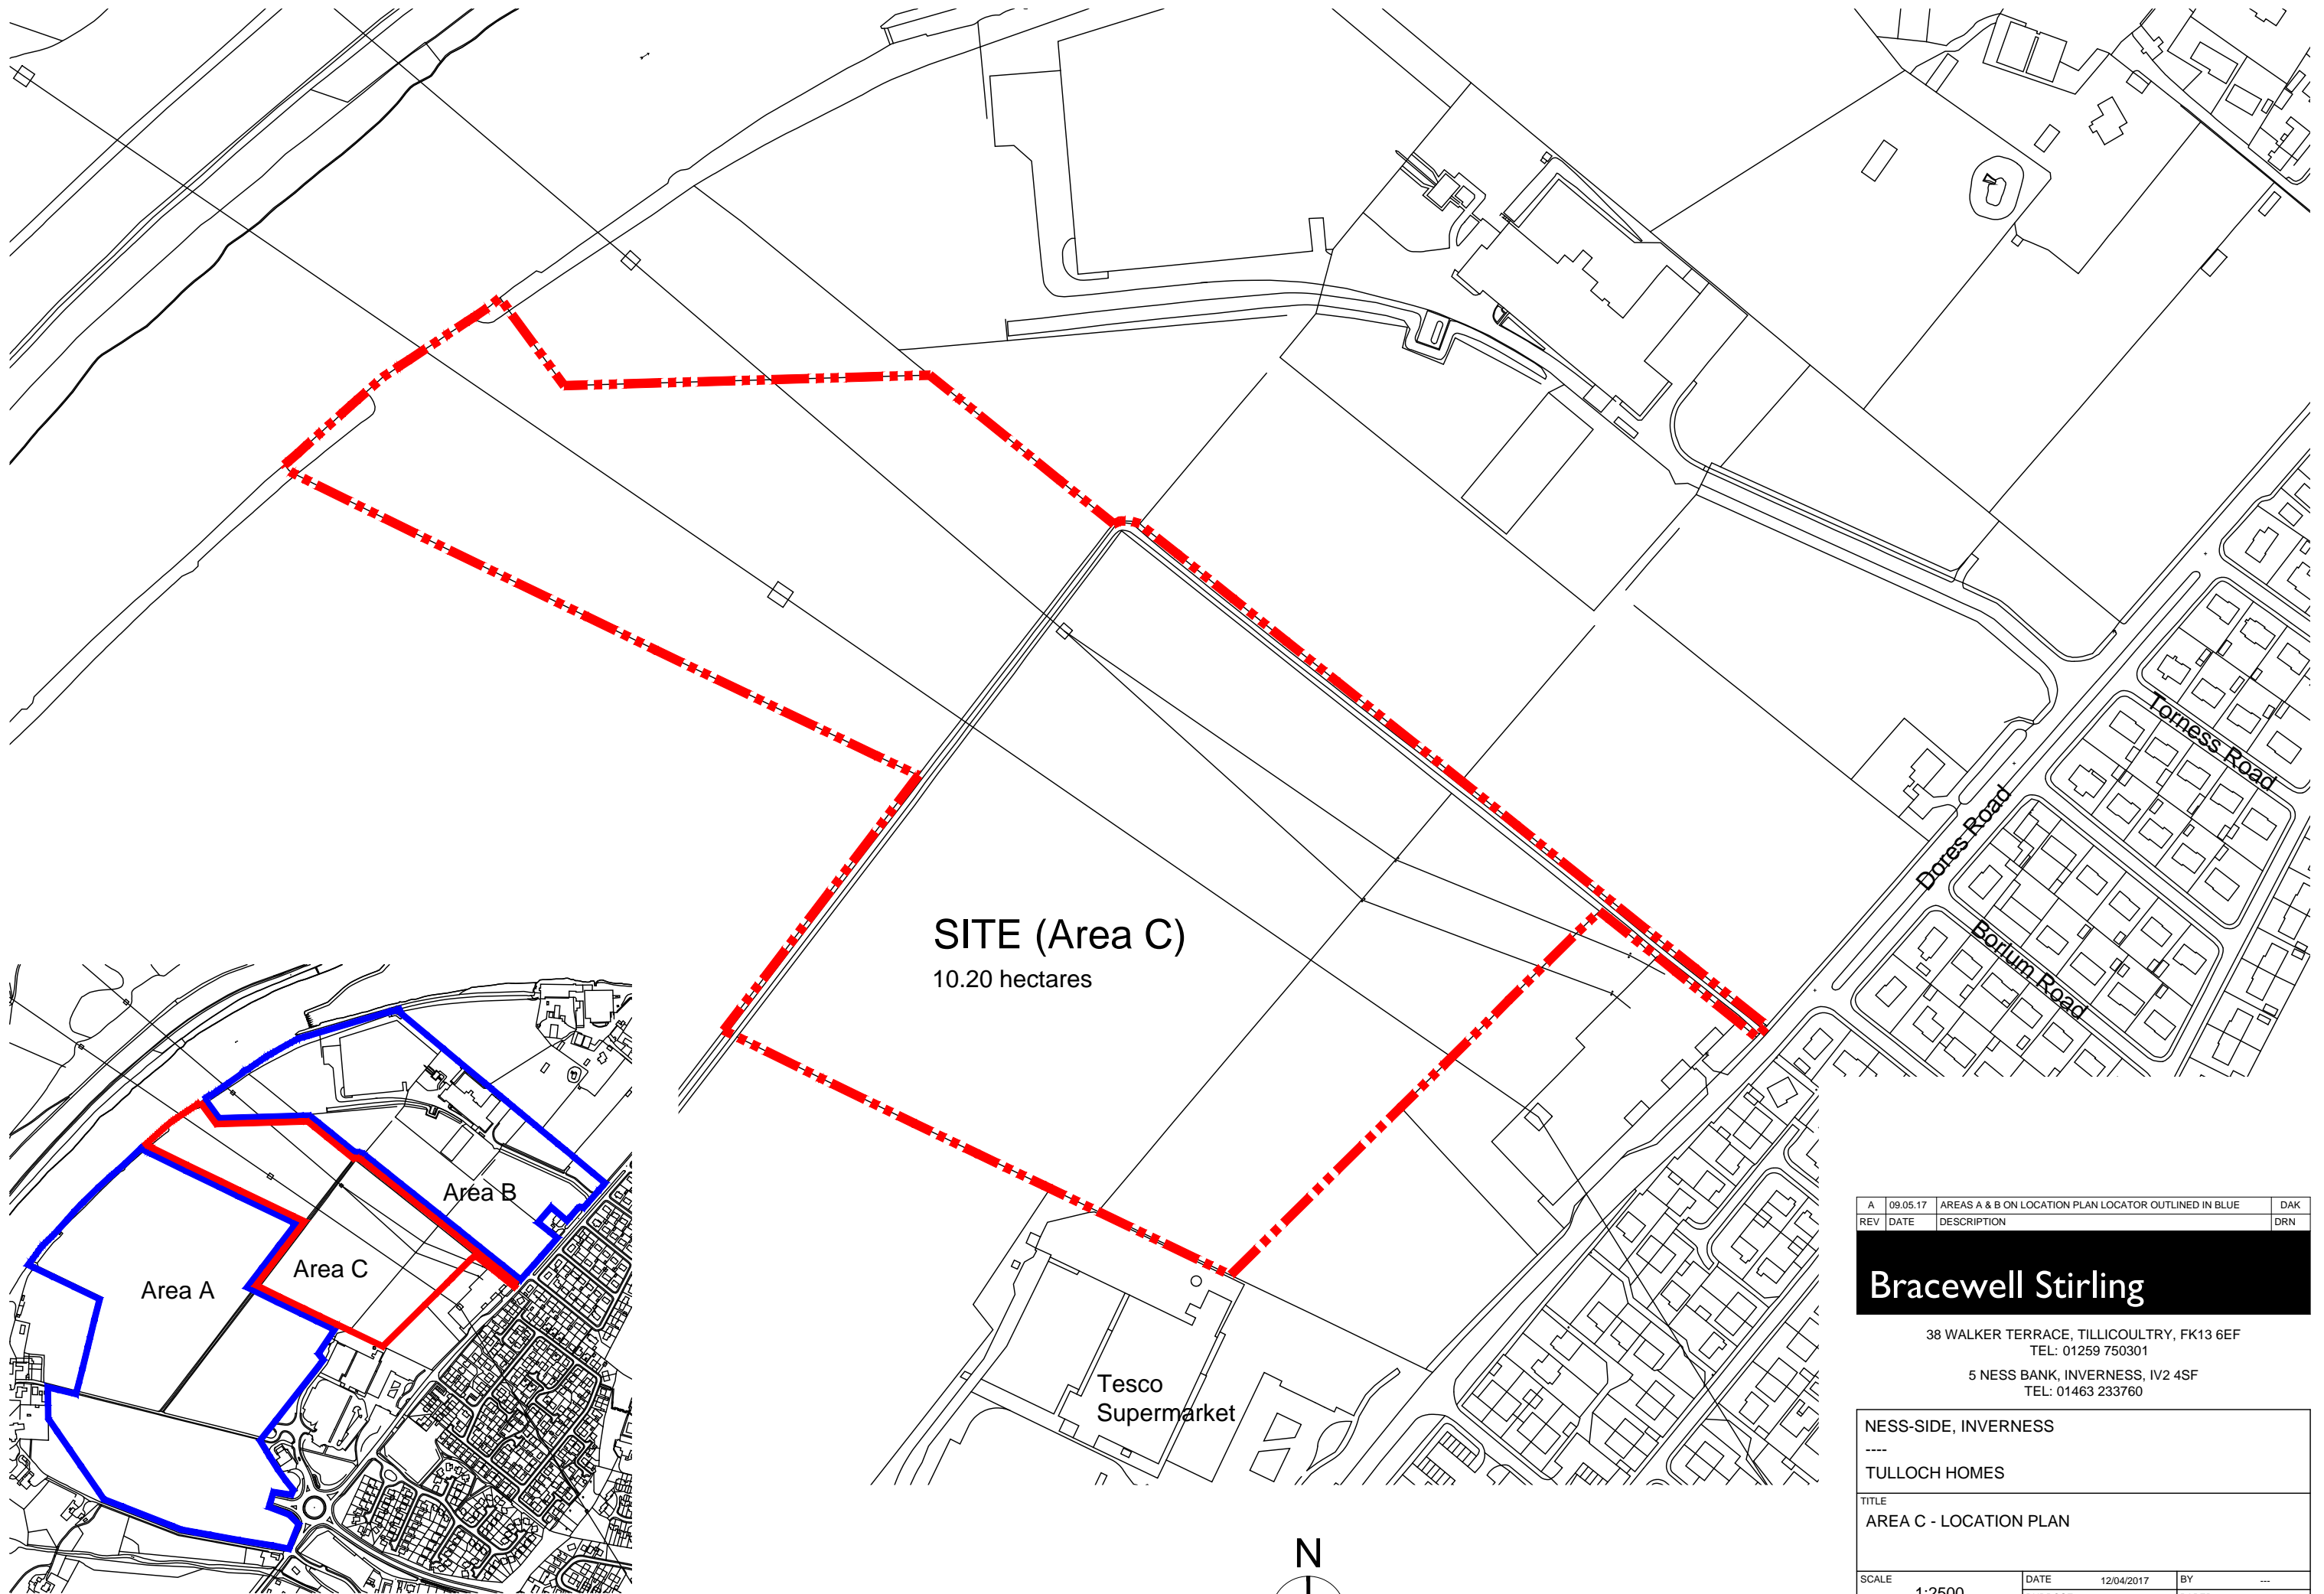 SITE (Area C)
10.20 hectares
Torness Road
Dores Road
Borlum Road
Tesco
Supermarket
Area B
Area C
Area A
N
A 09.05.17 AREAS A & B ON LOCATION PLAN LOCATOR OUTLINED IN BLUE DAK
REV DATE DESCRIPTION DRN
Bracewell Stirling
38 WALKER TERRACE, TILLICOULTRY, FK13 6EF
TEL: 01259 750301
5 NESS BANK, INVERNESS, IV2 4SF
TEL: 01463 233760
NESS-SIDE, INVERNESS
----
TULLOCH HOMES
TITLE
AREA C - LOCATION PLAN
SCALE DATE 12/04/2017 BY ---
1:2500